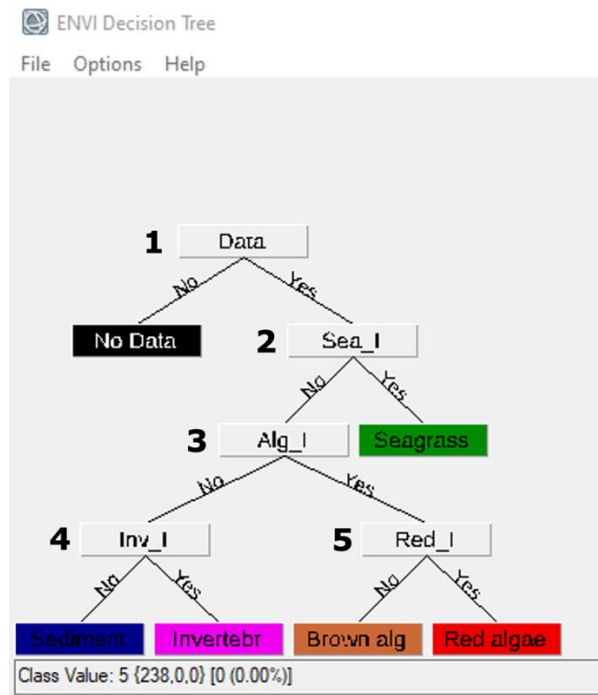 ENVI Decision Tree
File Options Help
1 Data
No Yes
No Data 2 Sea_I
No Yes
3 Alg_I Seagrass
No Yes
4 Inv_I 5 Red_I
No Yes No Yes
Sediment Invertebr Brown alg Red algae
Class Value: 5 {238,0,0} [0 (0.00%)]